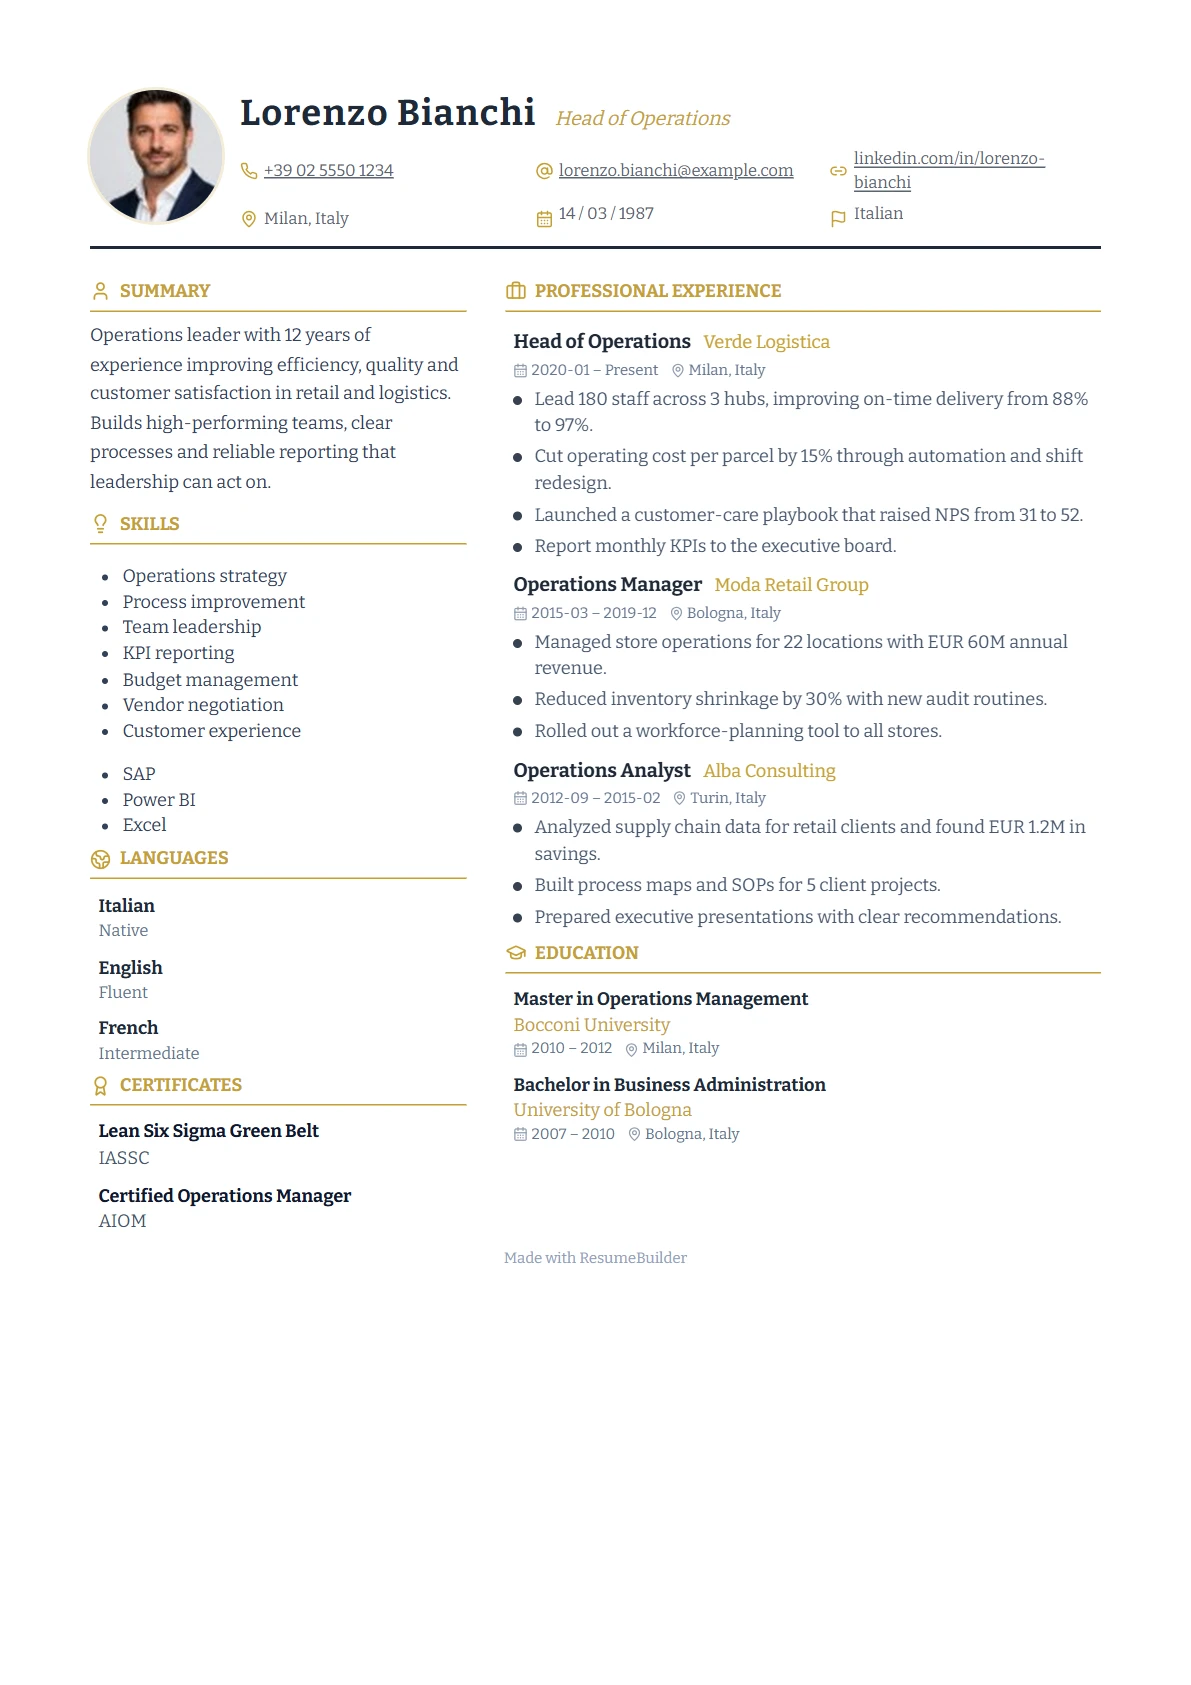 Lorenzo Bianchi Head of Operations
+39 02 5550 1234
lorenzo.bianchi@example.com
linkedin.com/in/lorenzo-
bianchi
Milan, Italy
14 / 03 / 1987
Italian
SUMMARY
Operations leader with 12 years of
experience improving efficiency, quality and
customer satisfaction in retail and logistics.
Builds high-performing teams, clear
processes and reliable reporting that
leadership can act on.
SKILLS
Operations strategy
Process improvement
Team leadership
KPI reporting
Budget management
Vendor negotiation
Customer experience
SAP
Power BI
Excel
LANGUAGES
Italian
Native
English
Fluent
French
Intermediate
CERTIFICATES
Lean Six Sigma Green Belt
IASSC
Certified Operations Manager
AIOM
PROFESSIONAL EXPERIENCE
Head of Operations Verde Logistica
2020-01 – Present Milan, Italy
Lead 180 staff across 3 hubs, improving on-time delivery from 88%
to 97%.
Cut operating cost per parcel by 15% through automation and shift
redesign.
Launched a customer-care playbook that raised NPS from 31 to 52.
Report monthly KPIs to the executive board.
Operations Manager Moda Retail Group
2015-03 – 2019-12 Bologna, Italy
Managed store operations for 22 locations with EUR 60M annual
revenue.
Reduced inventory shrinkage by 30% with new audit routines.
Rolled out a workforce-planning tool to all stores.
Operations Analyst Alba Consulting
2012-09 – 2015-02 Turin, Italy
Analyzed supply chain data for retail clients and found EUR 1.2M in
savings.
Built process maps and SOPs for 5 client projects.
Prepared executive presentations with clear recommendations.
EDUCATION
Master in Operations Management
Bocconi University
2010 – 2012 Milan, Italy
Bachelor in Business Administration
University of Bologna
2007 – 2010 Bologna, Italy
Made with ResumeBuilder